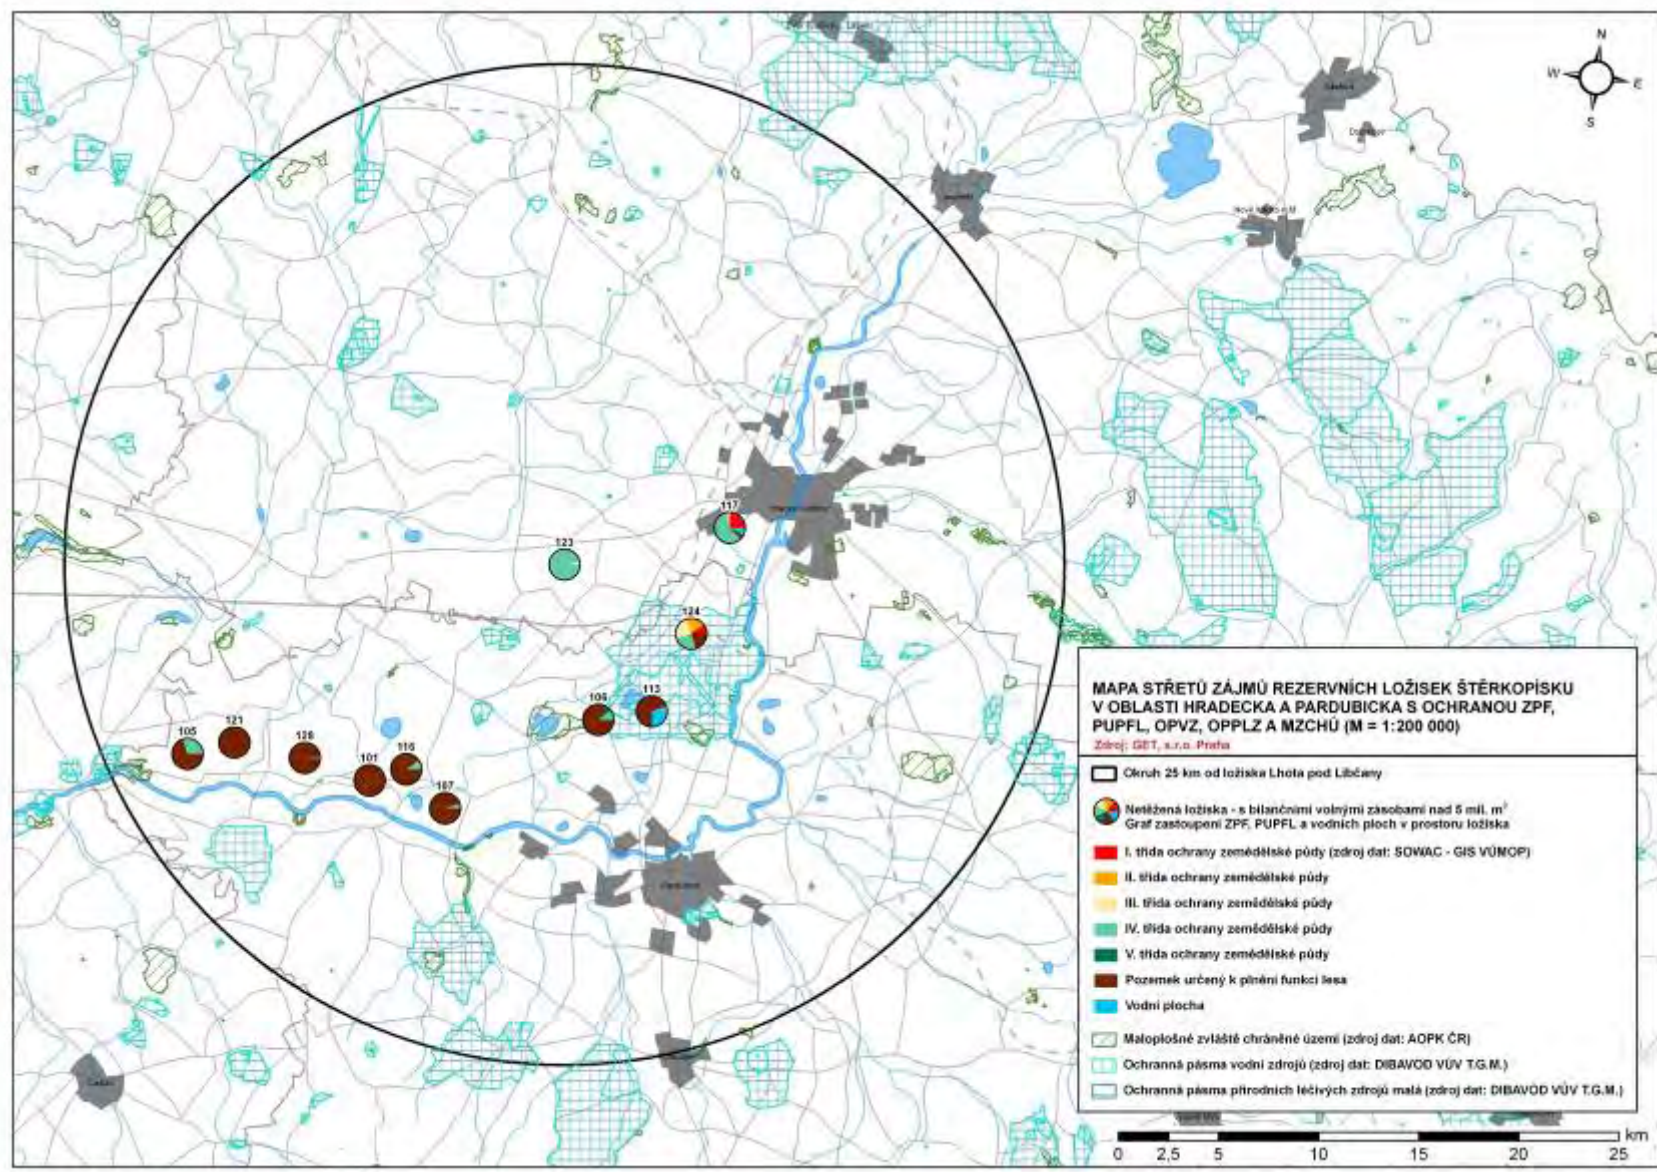 N
W
E
S
117
123
124
113
106
121
105
128
101
116
107
MAPA STŘETŮ ZÁJMŮ REZERVNÍCH LOŽISEK ŠTĚRKOPÍSKU
V OBLASTI HRADECKA A PARDUBICKA S OCHRANOU ZPF,
PUPFL, OPVZ, OPPLZ A MZCHÚ (M = 1:200 000)
Zdroj: GET, s.r.o. Praha
Okruh 25 km od ložiska Lhota pod Libčany
Netěžená ložiska - s bilančními volnými zásobami nad 5 mil. m³
Graf zastoupení ZPF, PUPFL a vodních ploch v prostoru ložiska
I. třída ochrany zemědělské půdy (zdroj dat: SOWAC - GIS VÚMOP)
II. třída ochrany zemědělské půdy
III. třída ochrany zemědělské půdy
IV. třída ochrany zemědělské půdy
V. třída ochrany zemědělské půdy
Pozemek určený k plnění funkcí lesa
Vodní plocha
Maloplošné zvláště chráněné území (zdroj dat: AOPK ČR)
Ochranná pásma vodní zdrojů (zdroj dat: DIBAVOD VÚV T.G.M.)
Ochranná pásma přírodních léčivých zdrojů malá (zdroj dat: DIBAVOD VÚV T.G.M.)
km
0 2,5 5 10 15 20 25